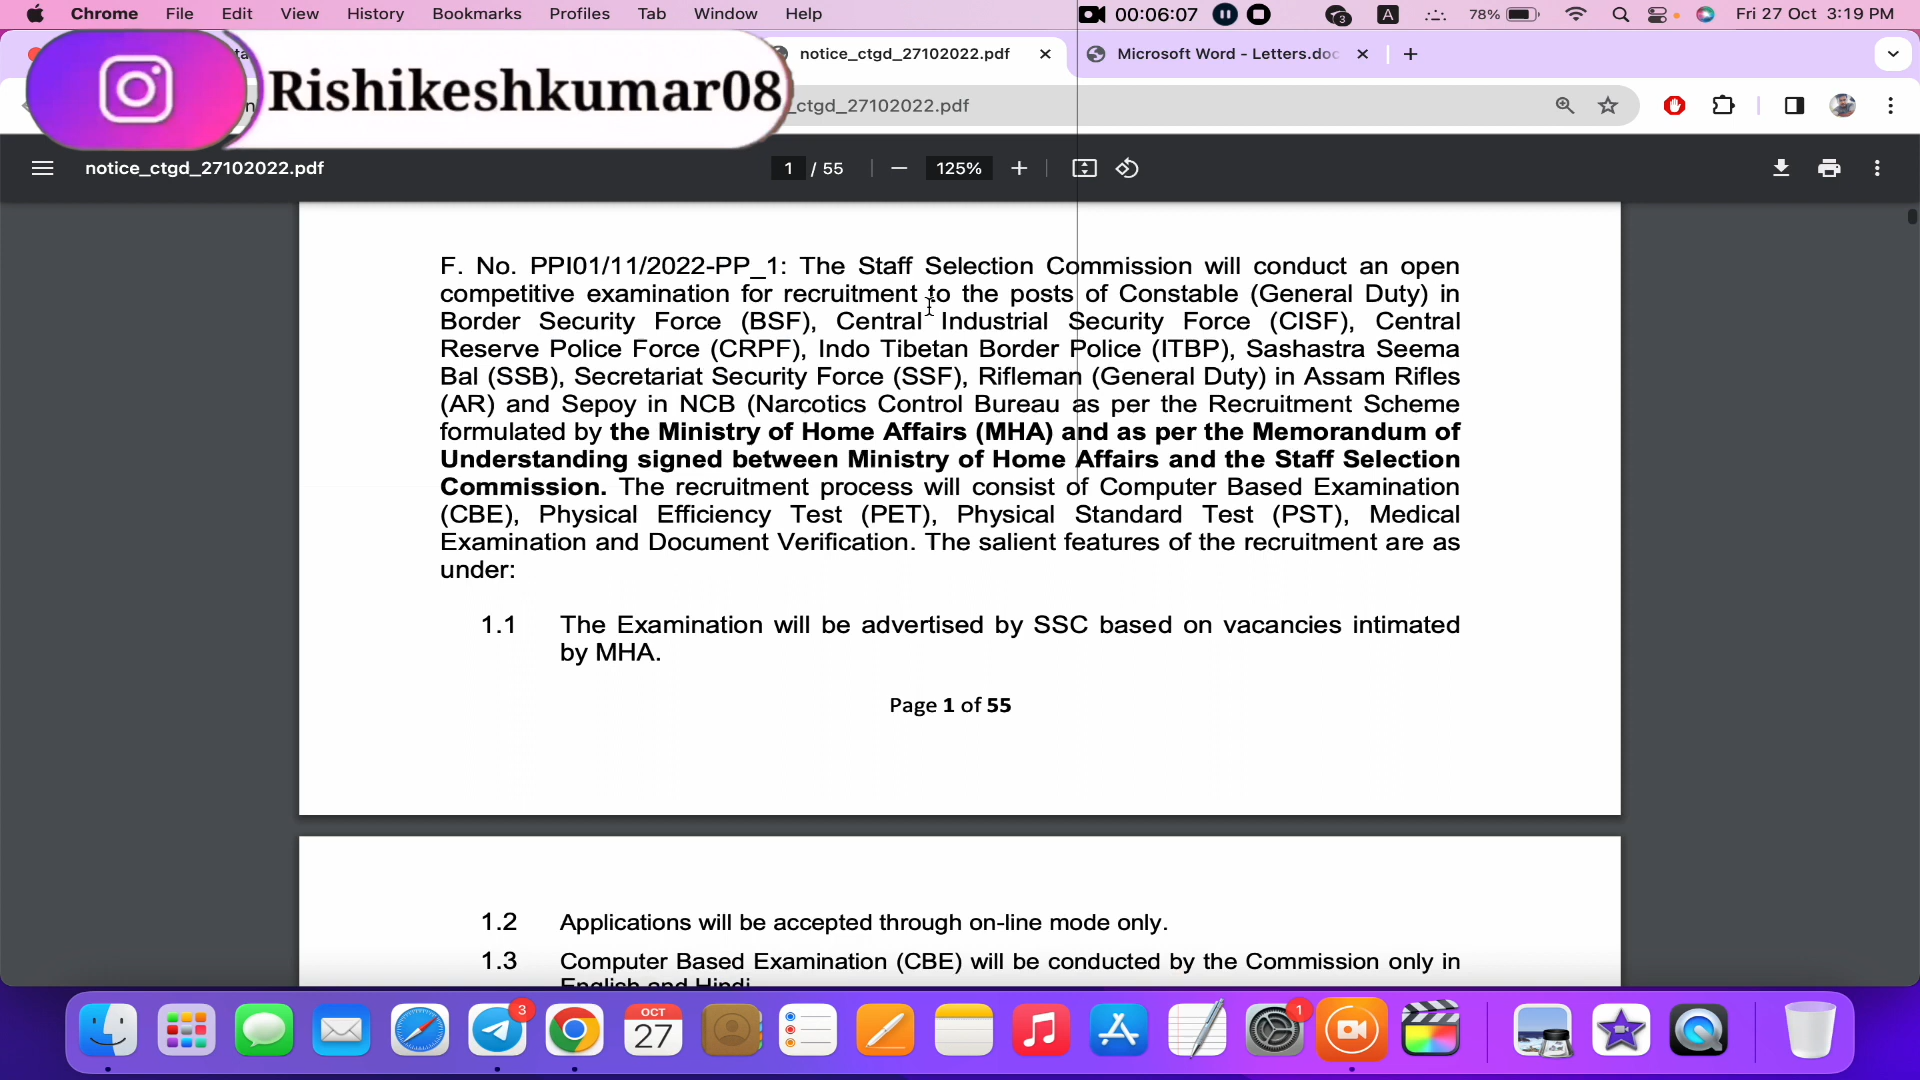 Chrome File Edit View History Bookmarks Profiles Tab Window Help 00:06:07 3 A 78% Fri 27 Oct 3:19 PM
notice_ctgd_27102022.pdf Microsoft Word - Letters.doc
Rishikeshkumar08
_ctgd_27102022.pdf
notice_ctgd_27102022.pdf 1 / 55 125%
F. No. PPI01/11/2022-PP_1: The Staff Selection Commission will conduct an open
competitive examination for recruitment to the posts of Constable (General Duty) in
Border Security Force (BSF), Central Industrial Security Force (CISF), Central
Reserve Police Force (CRPF), Indo Tibetan Border Police (ITBP), Sashastra Seema
Bal (SSB), Secretariat Security Force (SSF), Rifleman (General Duty) in Assam Rifles
(AR) and Sepoy in NCB (Narcotics Control Bureau as per the Recruitment Scheme
formulated by the Ministry of Home Affairs (MHA) and as per the Memorandum of
Understanding signed between Ministry of Home Affairs and the Staff Selection
Commission. The recruitment process will consist of Computer Based Examination
(CBE), Physical Efficiency Test (PET), Physical Standard Test (PST), Medical
Examination and Document Verification. The salient features of the recruitment are as
under:
1.1 The Examination will be advertised by SSC based on vacancies intimated
by MHA.
Page 1 of 55
1.2 Applications will be accepted through on-line mode only.
1.3 Computer Based Examination (CBE) will be conducted by the Commission only in
English and Hindi
3 OCT 1
27